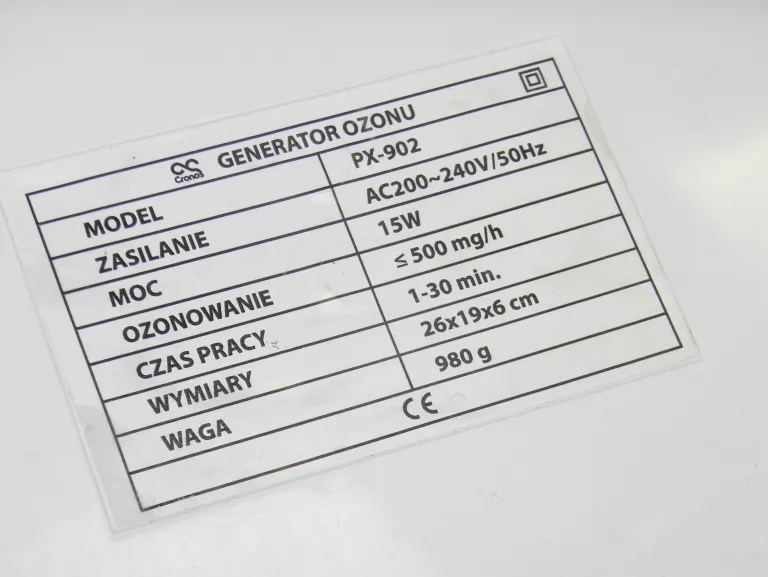 Cronos GENERATOR OZONU
MODEL PX-902
ZASILANIE AC200~240V/50Hz
MOC 15W
OZONOWANIE ≤ 500 mg/h
CZAS PRACY 1-30 min.
WYMIARY 26x19x6 cm
WAGA 980 g
CE